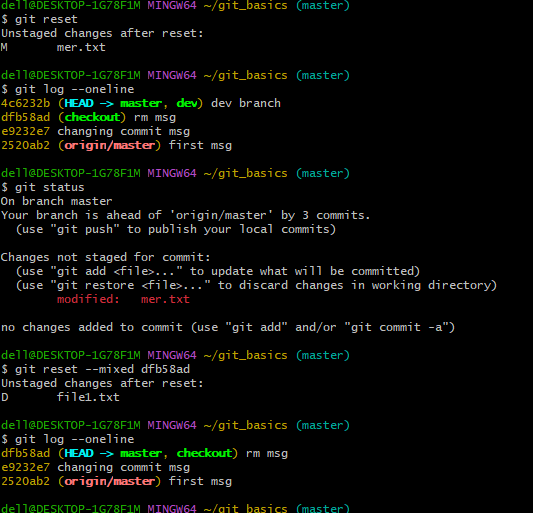 dell@DESKTOP-1G78F1M MINGW64 ~/git_basics (master)
$ git reset
Unstaged changes after reset:
M       mer.txt
dell@DESKTOP-1G78F1M MINGW64 ~/git_basics (master)
$ git log --oneline
4c6232b (HEAD -> master, dev) dev branch
dfb58ad (checkout) rm msg
e9232e7 changing commit msg
2520ab2 (origin/master) first msg
dell@DESKTOP-1G78F1M MINGW64 ~/git_basics (master)
$ git status
On branch master
Your branch is ahead of 'origin/master' by 3 commits.
  (use "git push" to publish your local commits)
Changes not staged for commit:
  (use "git add <file>..." to update what will be committed)
  (use "git restore <file>..." to discard changes in working directory)
        modified:   mer.txt
no changes added to commit (use "git add" and/or "git commit -a")
dell@DESKTOP-1G78F1M MINGW64 ~/git_basics (master)
$ git reset --mixed dfb58ad
Unstaged changes after reset:
D       file1.txt
dell@DESKTOP-1G78F1M MINGW64 ~/git_basics (master)
$ git log --oneline
dfb58ad (HEAD -> master, checkout) rm msg
e9232e7 changing commit msg
2520ab2 (origin/master) first msg
dell@DESKTOP-1G78F1M MINGW64 ~/git_basics (master)